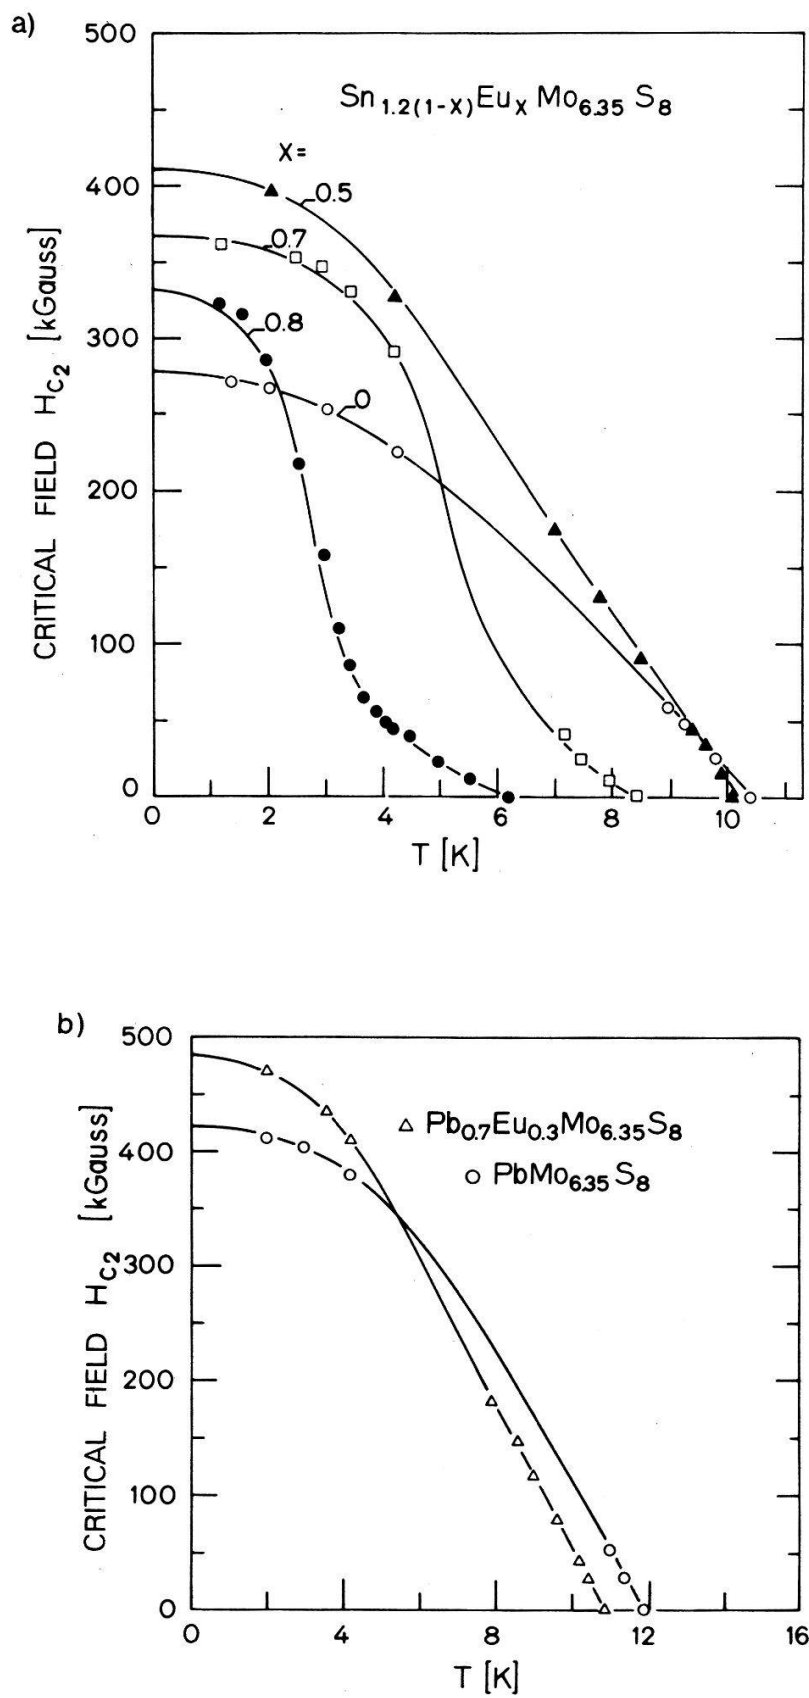 a)
500
Sn1.2(1-X)EuX Mo6.35 S8
X=
400
0.5
0.7
300
0.8
0
200
100
0
CRITICAL FIELD HC2 [kGauss]
0 2 4 6 8 10
T [K]
b)
500
△ Pb0.7Eu0.3Mo6.35S8
400
○ PbMo6.35S8
300
200
100
0
CRITICAL FIELD HC2 [kGauss]
0 4 8 12 16
T [K]